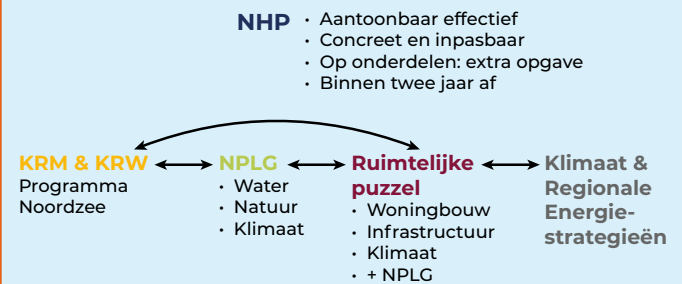 NHP
• Aantoonbaar effectief
• Concreet en inpasbaar
• Op onderdelen: extra opgave
• Binnen twee jaar af
KRM & KRW
Programma
Noordzee
NPLG
• Water
• Natuur
• Klimaat
Ruimtelijke
puzzel
• Woningbouw
• Infrastructuur
• Klimaat
• + NPLG
Klimaat &
Regionale
Energie-
strategieën